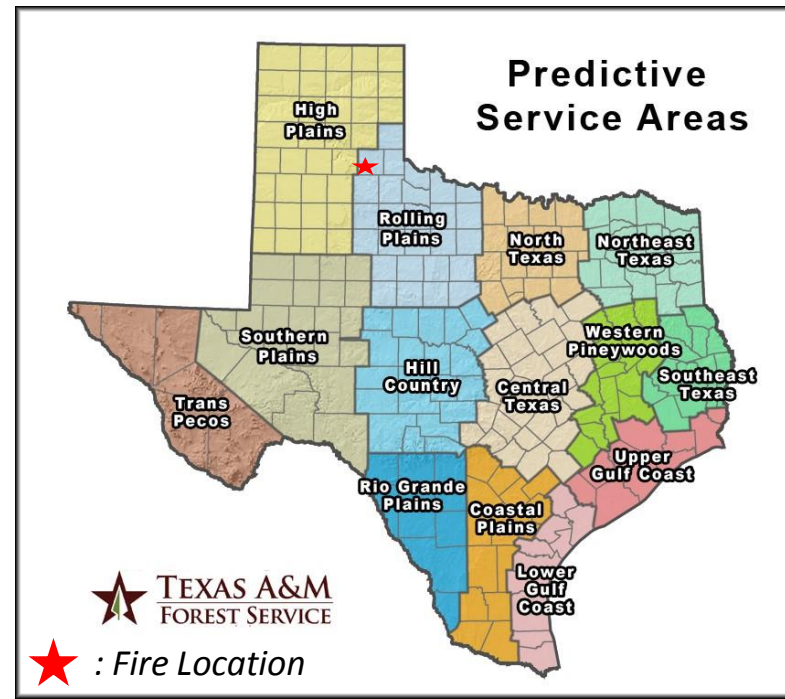 Predictive
Service Areas
High
Plains
Rolling
Plains
North
Texas
Northeast
Texas
Southern
Plains
Hill
Country
Central
Texas
Western
Pineywoods
Southeast
Texas
Trans
Pecos
Upper
Gulf Coast
Rio Grande
Plains
Coastal
Plains
Lower
Gulf
Coast
TEXAS A&M
FOREST SERVICE
: Fire Location